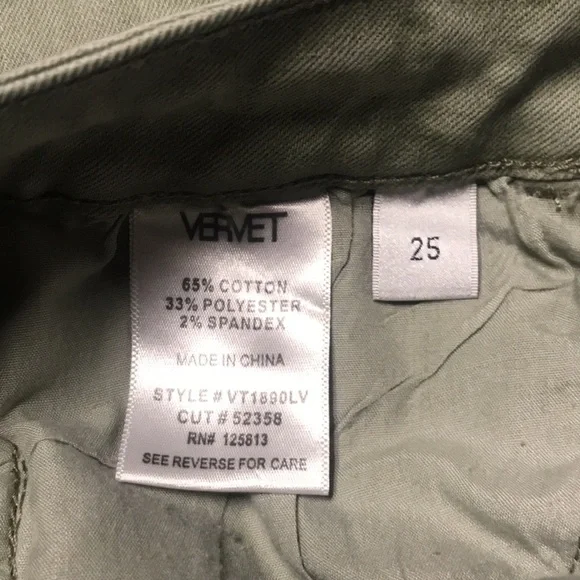 VERVET
65% COTTON
33% POLYESTER
2% SPANDEX
MADE IN CHINA
STYLE # VT1890LV
CUT # 52358
RN# 125813
SEE REVERSE FOR CARE
25